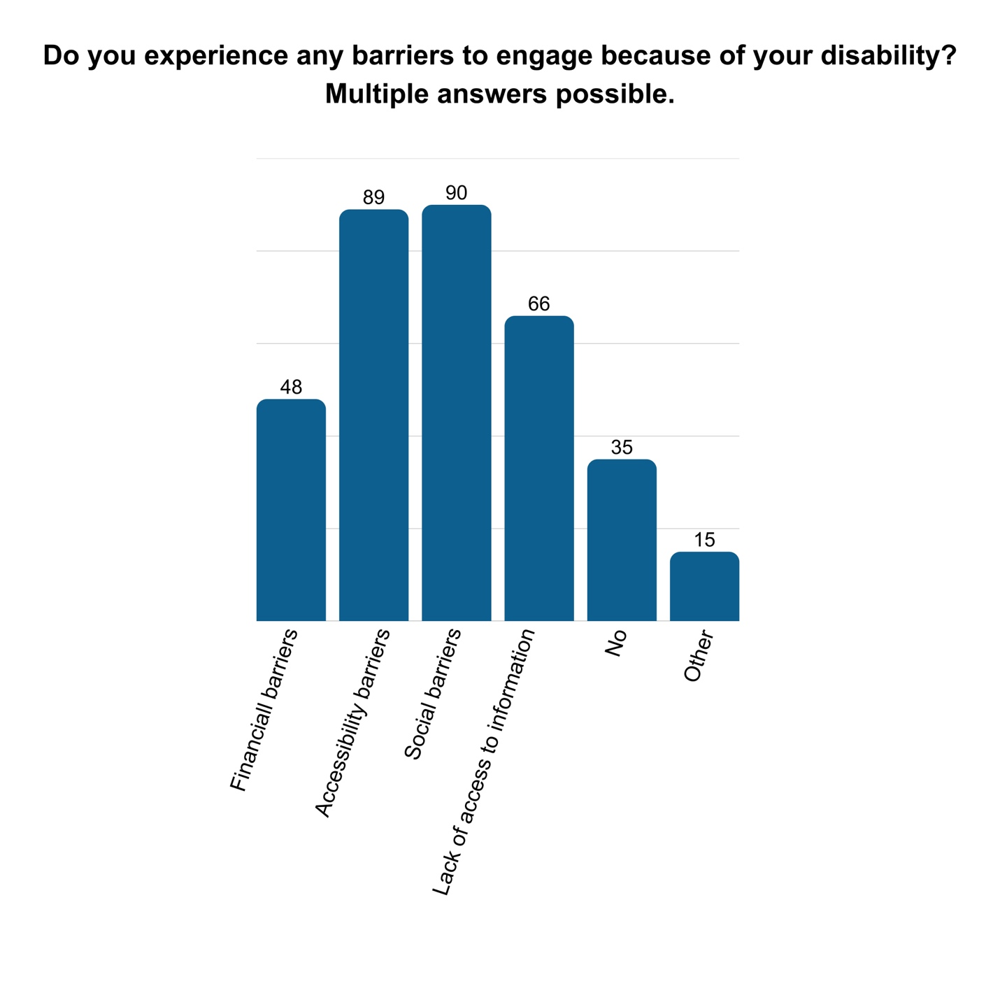 Do you experience any barriers to engage because of your disability?
Multiple answers possible.
48
89
90
66
35
15
Financiall barriers
Accessibility barriers
Social barriers
Lack of access to information
No
Other